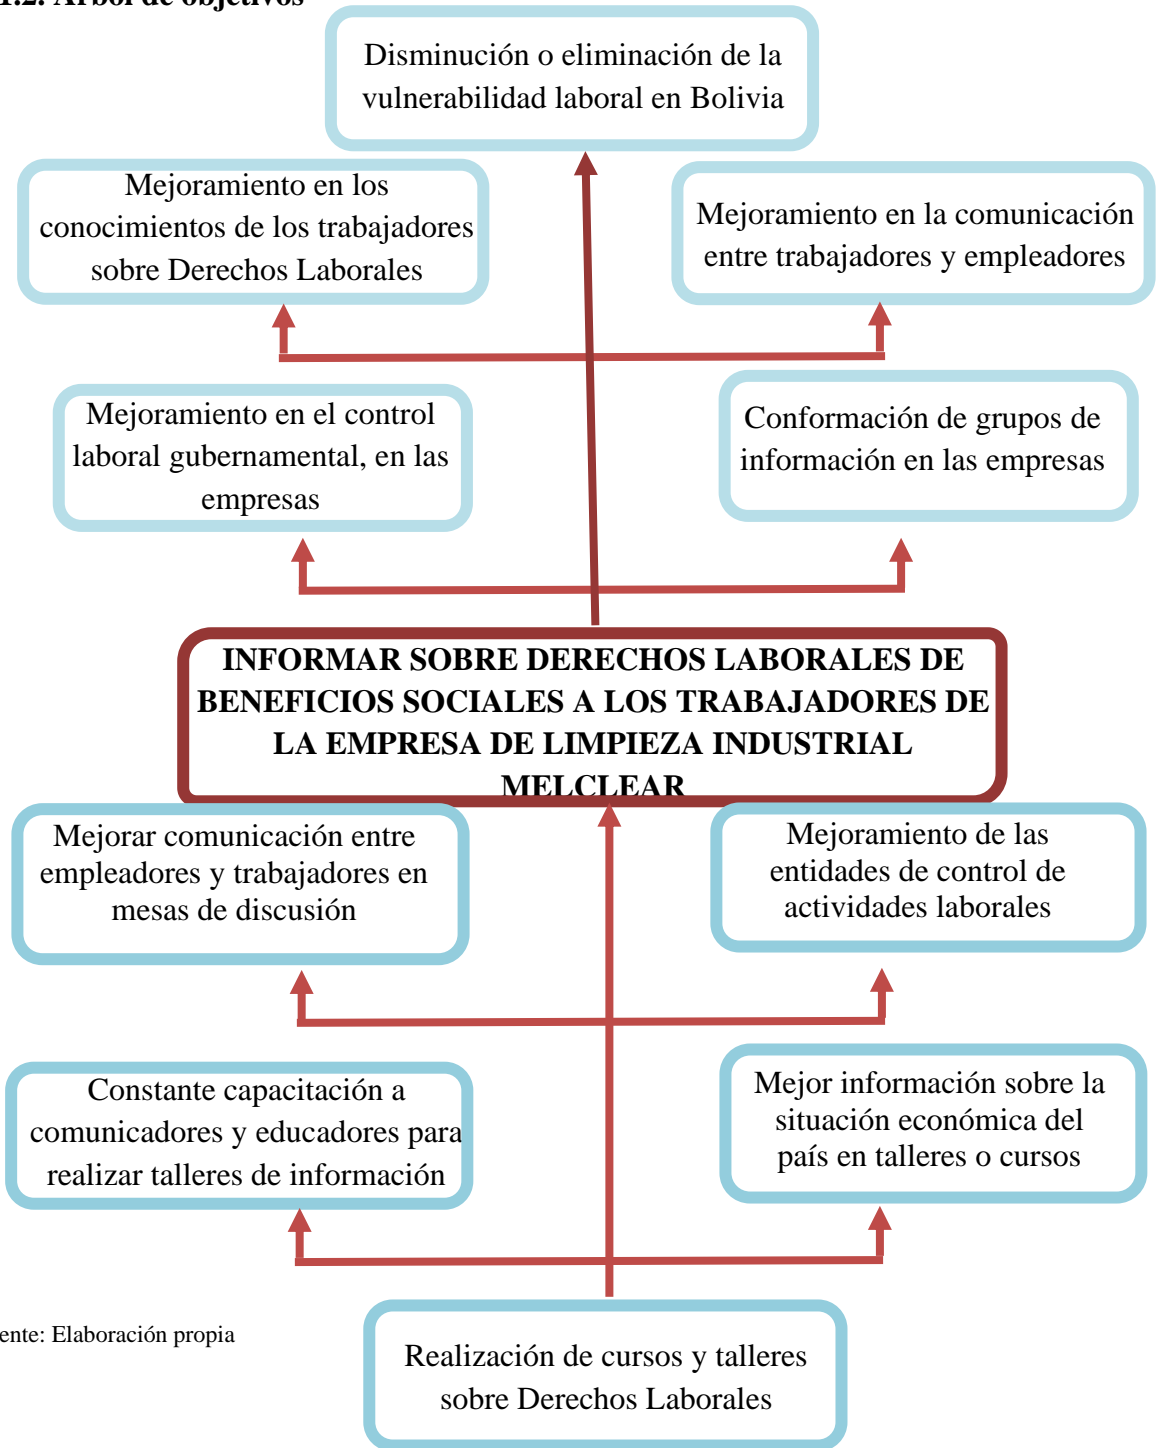 1.2. Árbol de objetivos
Disminución o eliminación de la
vulnerabilidad laboral en Bolivia
Mejoramiento en los
conocimientos de los trabajadores
sobre Derechos Laborales
Mejoramiento en la comunicación
entre trabajadores y empleadores
Mejoramiento en el control
laboral gubernamental, en las
empresas
Conformación de grupos de
información en las empresas
INFORMAR SOBRE DERECHOS LABORALES DE
BENEFICIOS SOCIALES A LOS TRABAJADORES DE
LA EMPRESA DE LIMPIEZA INDUSTRIAL
MELCLEAR
Mejorar comunicación entre
empleadores y trabajadores en
mesas de discusión
Mejoramiento de las
entidades de control de
actividades laborales
Constante capacitación a
comunicadores y educadores para
realizar talleres de información
Mejor información sobre la
situación económica del
país en talleres o cursos
ente: Elaboración propia
Realización de cursos y talleres
sobre Derechos Laborales